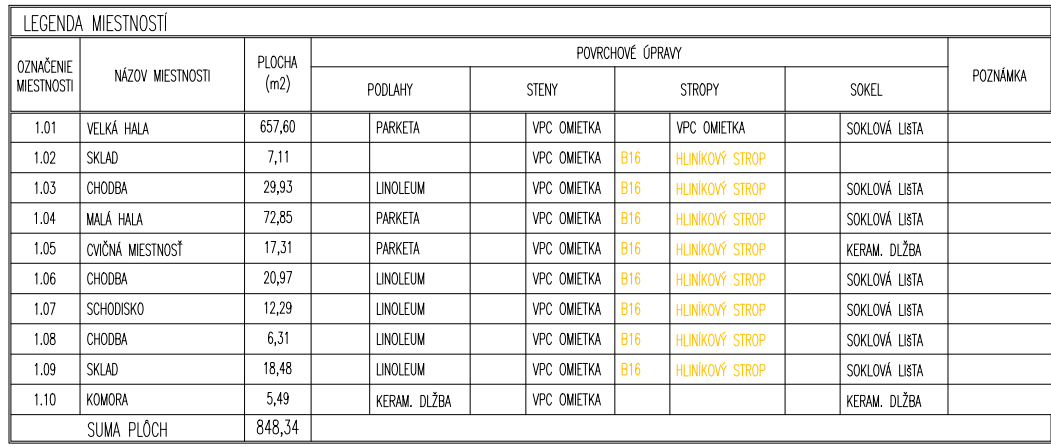 LEGENDA MIESTNOSTÍ
OZNAČENIE MIESTNOSTI NÁZOV MIESTNOSTI PLOCHA (m2) POVRCHOVÉ ÚPRAVY POZNÁMKA
PODLAHY STENY STROPY SOKEL
1.01 VELKÁ HALA 657,60 PARKETA VPC OMIETKA VPC OMIETKA SOKLOVÁ LIšTA
1.02 SKLAD 7,11 VPC OMIETKA B16 HLINÍKOVÝ STROP
1.03 CHODBA 29,93 LINOLEUM VPC OMIETKA B16 HLINÍKOVÝ STROP SOKLOVÁ LIšTA
1.04 MALÁ HALA 72,85 PARKETA VPC OMIETKA B16 HLINÍKOVÝ STROP SOKLOVÁ LIšTA
1.05 CVIČNÁ MIESTNOSŤ 17,31 PARKETA VPC OMIETKA B16 HLINÍKOVÝ STROP KERAM. DLŽBA
1.06 CHODBA 20,97 LINOLEUM VPC OMIETKA B16 HLINÍKOVÝ STROP SOKLOVÁ LIšTA
1.07 SCHODISKO 12,29 LINOLEUM VPC OMIETKA B16 HLINÍKOVÝ STROP SOKLOVÁ LIšTA
1.08 CHODBA 6,31 LINOLEUM VPC OMIETKA B16 HLINÍKOVÝ STROP SOKLOVÁ LIšTA
1.09 SKLAD 18,48 LINOLEUM VPC OMIETKA B16 HLINÍKOVÝ STROP SOKLOVÁ LIšTA
1.10 KOMORA 5,49 KERAM. DLŽBA VPC OMIETKA KERAM. DLŽBA
SUMA PLÔCH 848,34